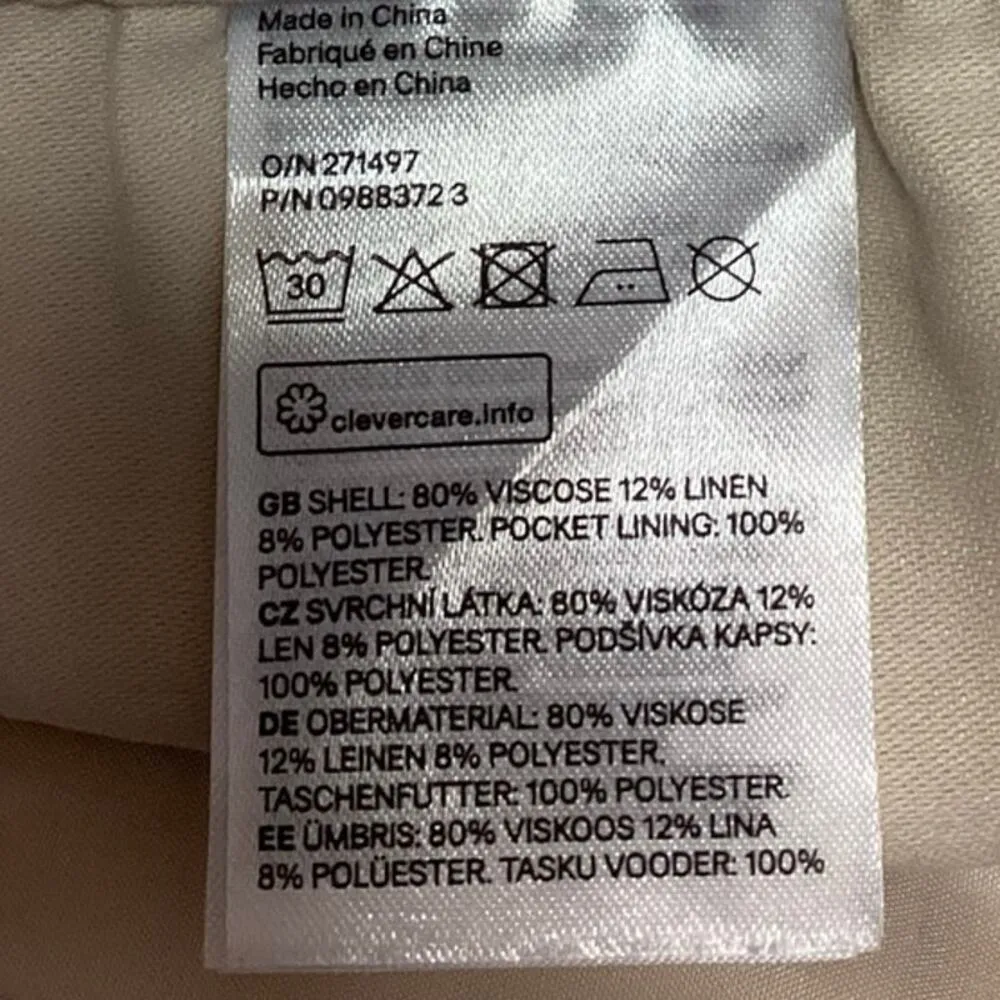 Made in China
Fabriqué en Chine
Hecho en China
O/N 271497
P/N 0988372 3
30
clevercare.info
GB SHELL: 80% VISCOSE 12% LINEN
8% POLYESTER. POCKET LINING: 100%
POLYESTER.
CZ SVRCHNÍ LÁTKA: 80% VISKÓZA 12%
LEN 8% POLYESTER. PODŠÍVKA KAPSY:
100% POLYESTER.
DE OBERMATERIAL: 80% VISKOSE
12% LEINEN 8% POLYESTER.
TASCHENFUTTER: 100% POLYESTER.
EE ÜMBRIS: 80% VISKOOS 12% LINA
8% POLÜESTER. TASKU VOODER: 100%